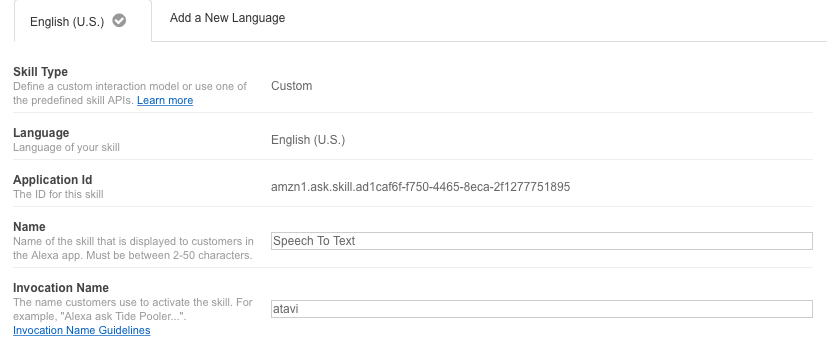 English (U.S.)
Add a New Language
Skill Type
Define a custom interaction model or use one of
the predefined skill APIs. Learn more
Custom
Language
Language of your skill
English (U.S.)
Application Id
The ID for this skill
amzn1.ask.skill.ad1caf6f-f750-4465-8eca-2f1277751895
Name
Name of the skill that is displayed to customers in
the Alexa app. Must be between 2-50 characters.
Speech To Text
Invocation Name
The name customers use to activate the skill. For
example, "Alexa ask Tide Pooler...".
Invocation Name Guidelines
atavi